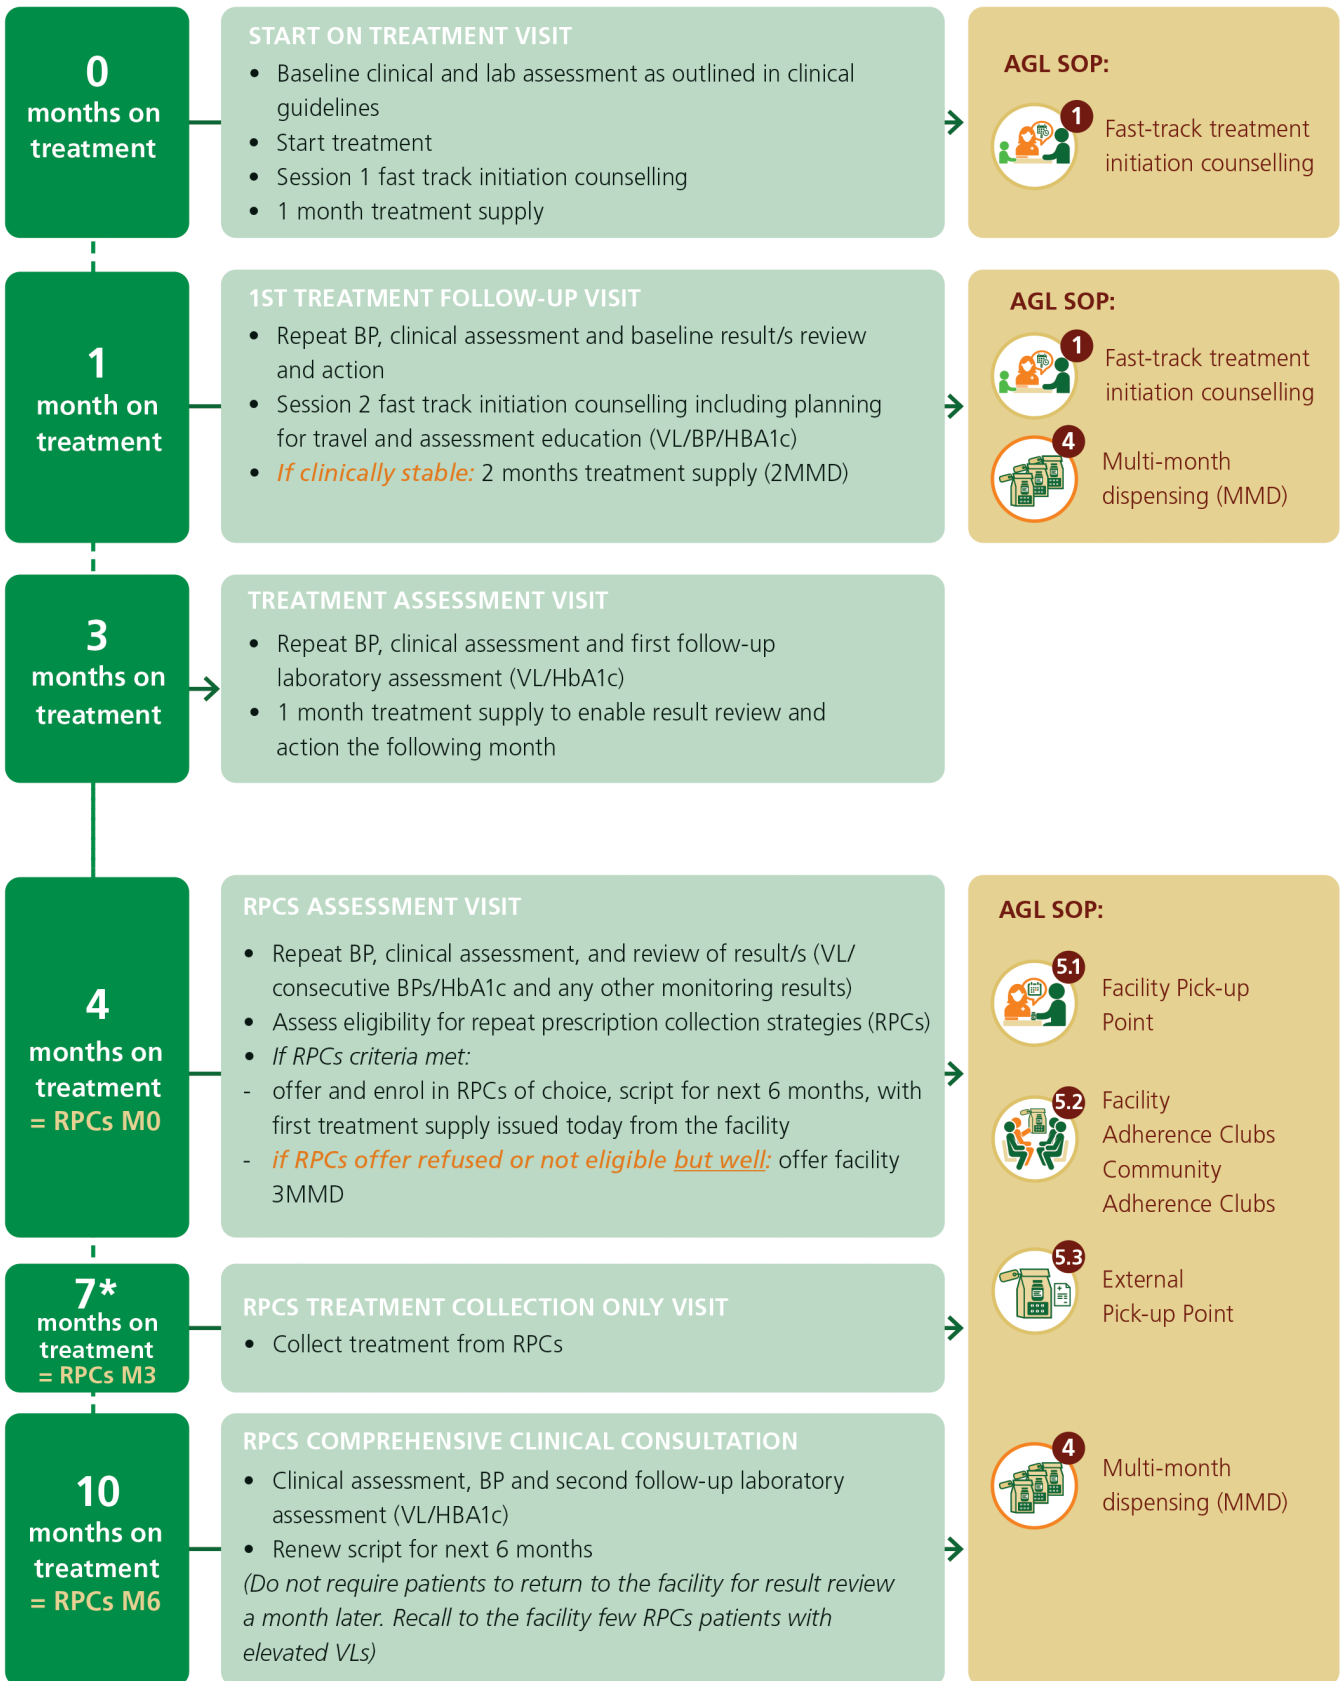 0
months on
treatment
START ON TREATMENT VISIT
• Baseline clinical and lab assessment as outlined in clinical
guidelines
• Start treatment
• Session 1 fast track initiation counselling
• 1 month treatment supply
AGL SOP:
1
Fast-track treatment
initiation counselling
1
month on
treatment
1ST TREATMENT FOLLOW-UP VISIT
• Repeat BP, clinical assessment and baseline result/s review
and action
• Session 2 fast track initiation counselling including planning
for travel and assessment education (VL/BP/HBA1c)
• If clinically stable: 2 months treatment supply (2MMD)
AGL SOP:
1
Fast-track treatment
initiation counselling
4
Multi-month
dispensing (MMD)
3
months on
treatment
TREATMENT ASSESSMENT VISIT
• Repeat BP, clinical assessment and first follow-up
laboratory assessment (VL/HbA1c)
• 1 month treatment supply to enable result review and
action the following month
4
months on
treatment
= RPCs M0
RPCS ASSESSMENT VISIT
• Repeat BP, clinical assessment, and review of result/s (VL/
consecutive BPs/HbA1c and any other monitoring results)
• Assess eligibility for repeat prescription collection strategies (RPCs)
• If RPCs criteria met:
- offer and enrol in RPCs of choice, script for next 6 months, with
first treatment supply issued today from the facility
- if RPCs offer refused or not eligible but well: offer facility
3MMD
AGL SOP:
5.1
Facility Pick-up
Point
5.2
Facility
Adherence Clubs
Community
Adherence Clubs
5.3
External
Pick-up Point
4
Multi-month
dispensing (MMD)
7*
months on
treatment
= RPCs M3
RPCS TREATMENT COLLECTION ONLY VISIT
• Collect treatment from RPCs
10
months on
treatment
= RPCs M6
RPCS COMPREHENSIVE CLINICAL CONSULTATION
• Clinical assessment, BP and second follow-up laboratory
assessment (VL/HBA1c)
• Renew script for next 6 months
(Do not require patients to return to the facility for result review
a month later. Recall to the facility few RPCs patients with
elevated VLs)